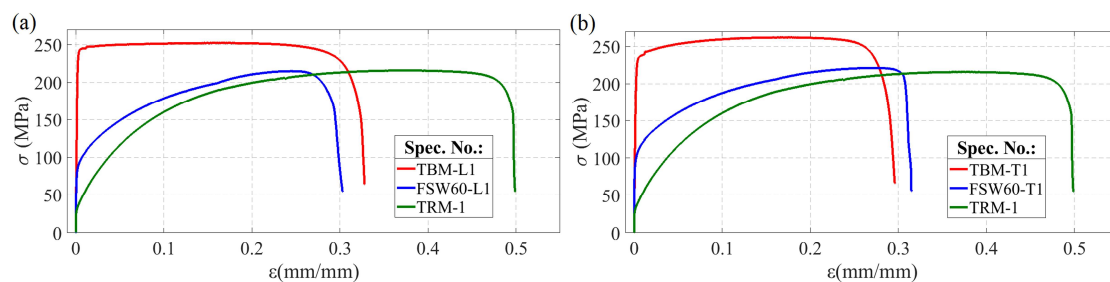 (a)
σ (MPa)
250
200
150
100
50
0
0 0.1 0.2 0.3 0.4 0.5
ε(mm/mm)
Spec. No.:
TBM-L1
FSW60-L1
TRM-1
(b)
σ (MPa)
250
200
150
100
50
0
0 0.1 0.2 0.3 0.4 0.5
ε(mm/mm)
Spec. No.:
TBM-T1
FSW60-T1
TRM-1